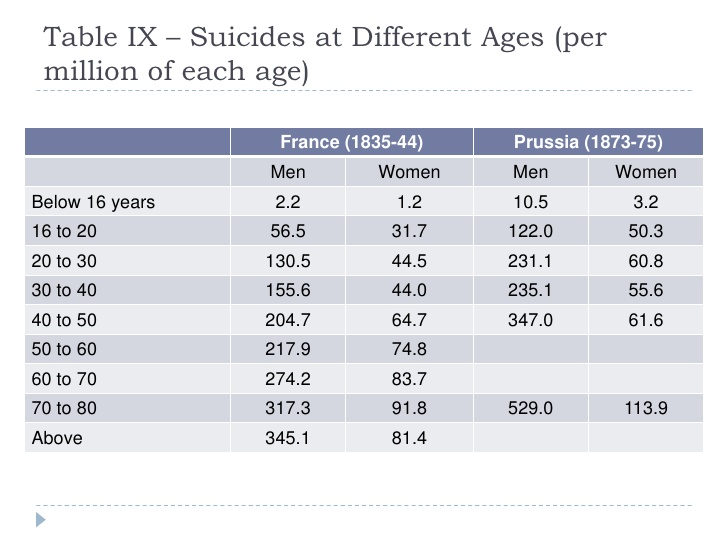 Table IX – Suicides at Different Ages (per
million of each age)
France (1835-44) Prussia (1873-75)
Men Women Men Women
Below 16 years 2.2 1.2 10.5 3.2
16 to 20 56.5 31.7 122.0 50.3
20 to 30 130.5 44.5 231.1 60.8
30 to 40 155.6 44.0 235.1 55.6
40 to 50 204.7 64.7 347.0 61.6
50 to 60 217.9 74.8
60 to 70 274.2 83.7
70 to 80 317.3 91.8 529.0 113.9
Above 345.1 81.4